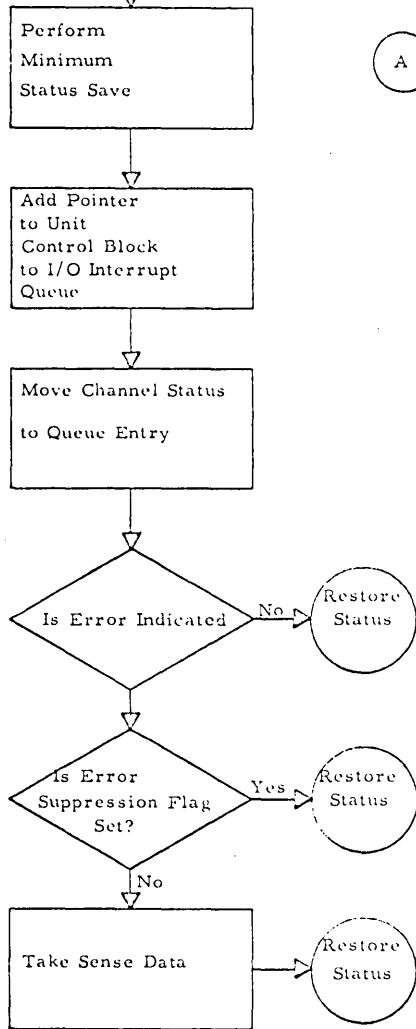 Perform
Minimum
Status Save
A
Add Pointer
to Unit
Control Block
to I/O Interrupt
Queue
Move Channel Status
to Queue Entry
Is Error Indicated
No
Restore
Status
Is Error
Suppression Flag
Set?
Yes
Restore
Status
No
Take Sense Data
Restore
Status